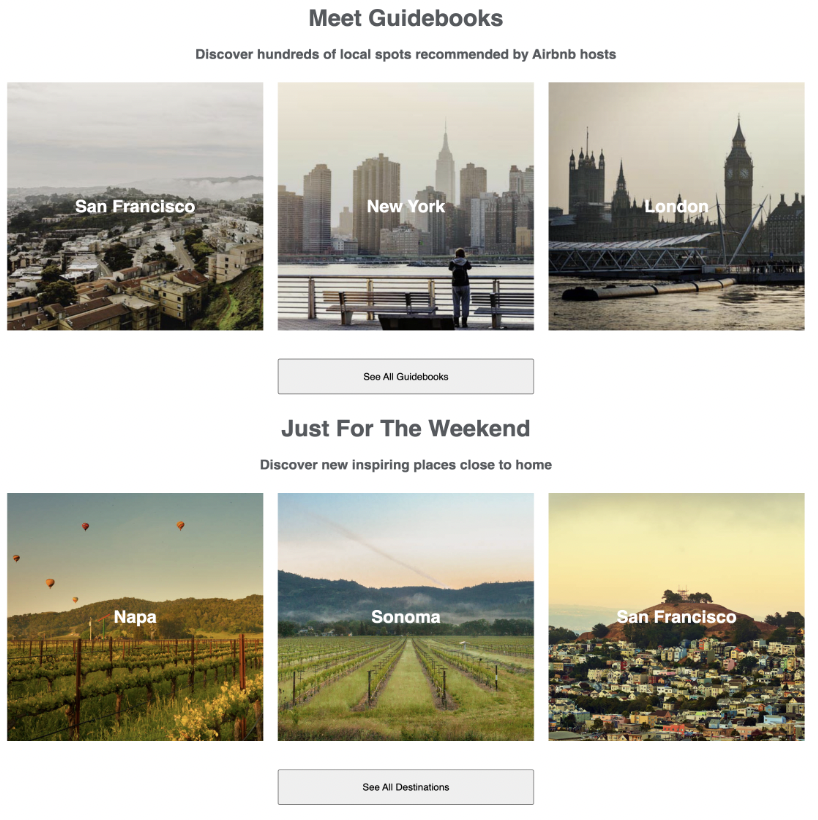 Meet Guidebooks
Discover hundreds of local spots recommended by Airbnb hosts
San Francisco
New York
London
See All Guidebooks
Just For The Weekend
Discover new inspiring places close to home
Napa
Sonoma
San Francisco
See All Destinations